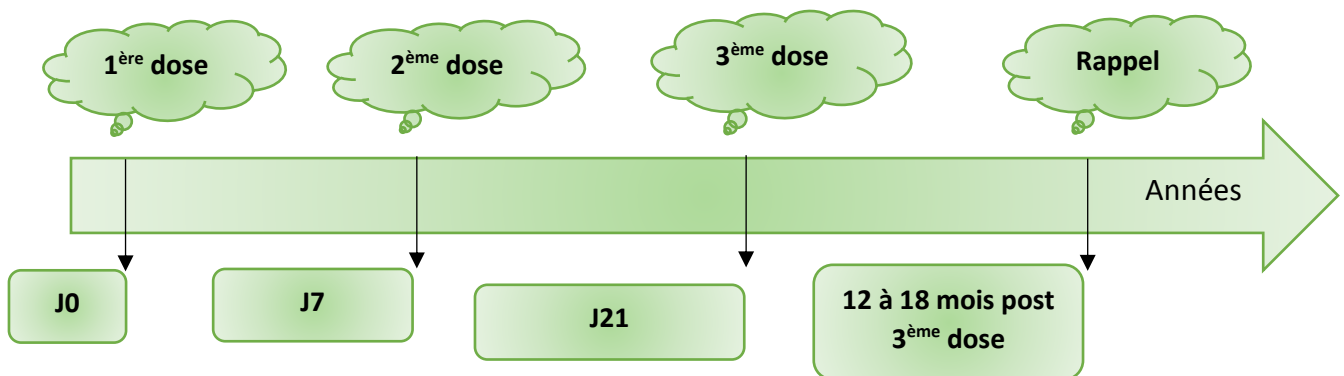 1ère dose
2ème dose
3ème dose
Rappel
Années
J0
J7
J21
12 à 18 mois post
3ème dose